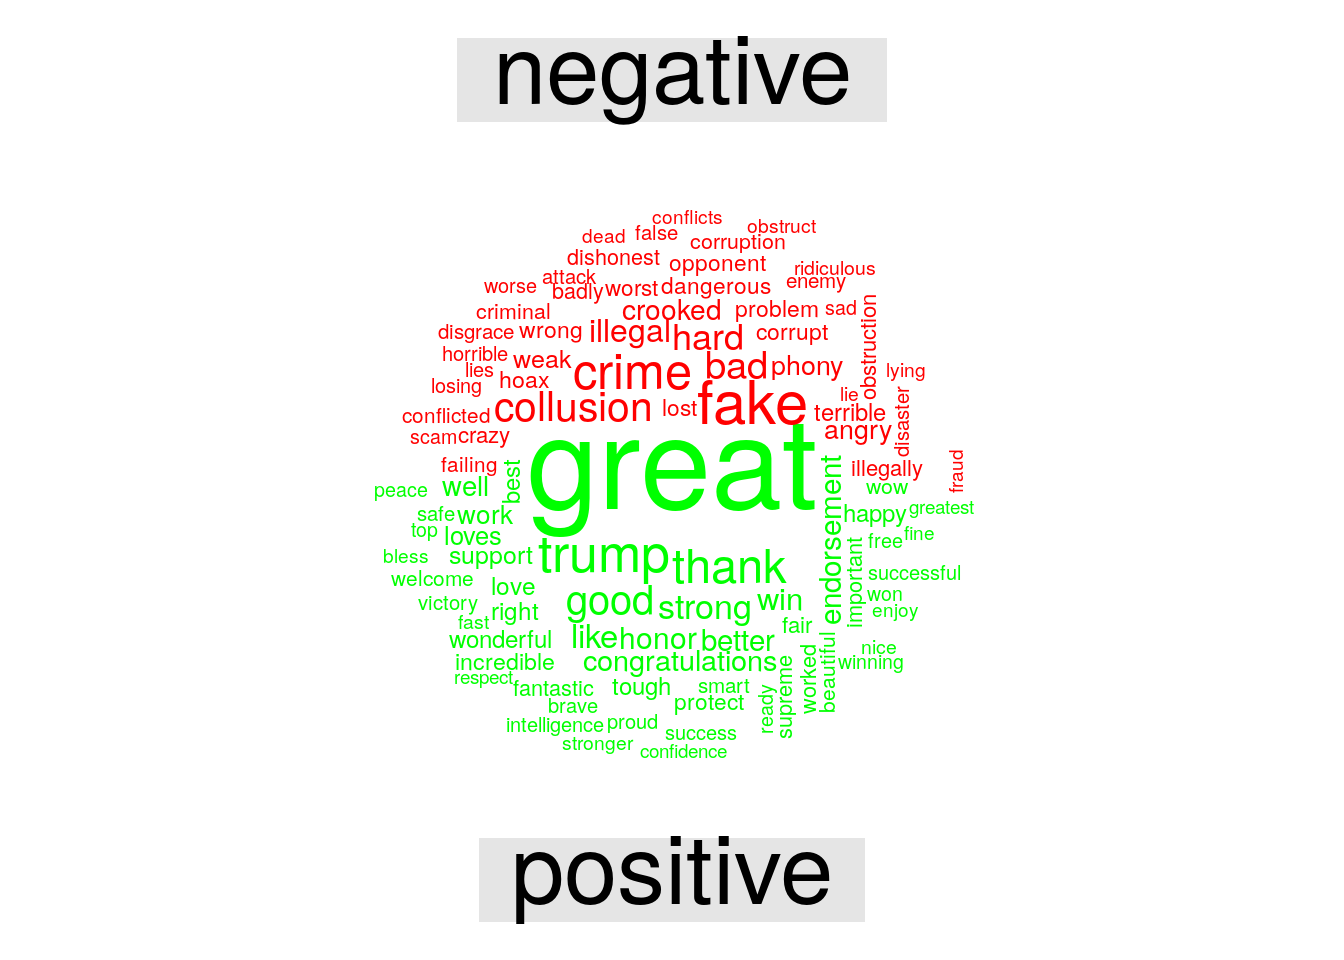 negative
conflicts
obstruct
dead false
corruption
dishonest opponent
ridiculous
attack enemy
worse badly worst dangerous
criminal crooked problem sad
disgrace wrong illegal hard corrupt
obstruction
horrible weak crime bad phony
lies lying
losing hoax fake lie
collusion lost terrible
conflicted
scam crazy angry disaster
failing great illegally fraud
peace well best wow
safe work endorsement happy greatest
top loves free fine
bless support trump thank important
welcome love successful
victory right good strong win won
fast enjoy
wonderful like honor better fair
incredible congratulations nice
respect winning
fantastic tough smart supreme worked beautiful
brave protect ready
intelligence proud success
stronger confidence
positive